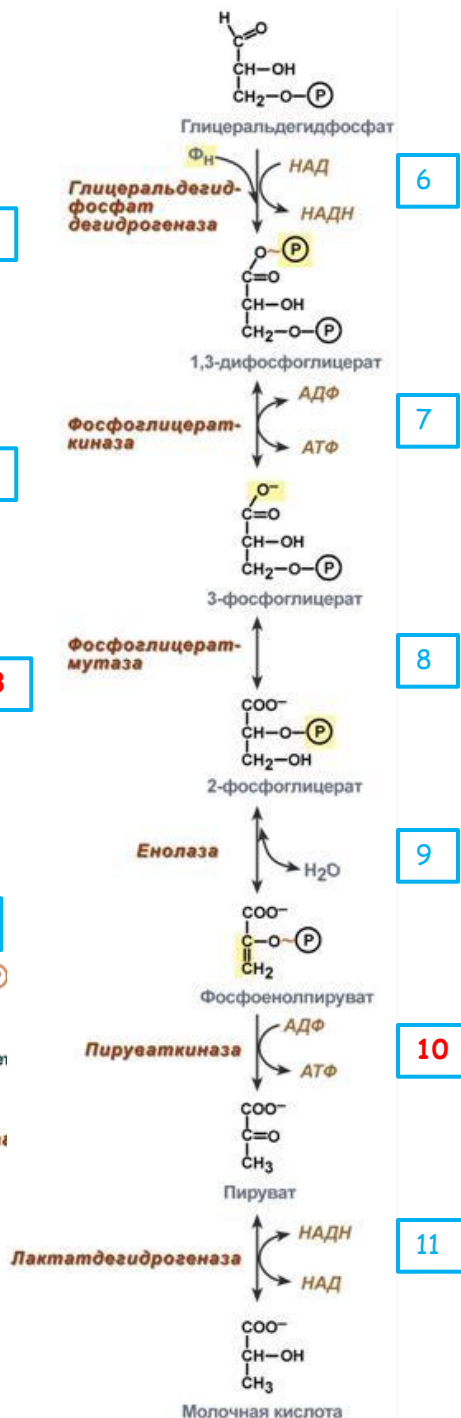 H
O
C
CH–OH
CH₂–O–P
Глицеральдегидфосфат
Фн
НАД
6
Глицеральдегид-
фосфат
дегидрогеназа
НАДН
O~P
C=O
CH–OH
CH₂–O–P
1,3-дифосфоглицерат
АДФ
7
Фосфоглицерат-
киназа
АТФ
O⁻
C=O
CH–OH
CH₂–O–P
3-фосфоглицерат
Фосфоглицерат-
мутаза
8
3
COO⁻
CH–O–P
CH₂–OH
2-фосфоглицерат
Енолаза
9
H₂O
COO⁻
C–O~P
CH₂
Фосфоенолпируват
АДФ
Пируваткиназа
10
АТФ
COO⁻
C=O
CH₃
Пируват
НАДН
11
Лактатдегидрогеназа
НАД
COO⁻
CH–OH
CH₃
Молочная кислота